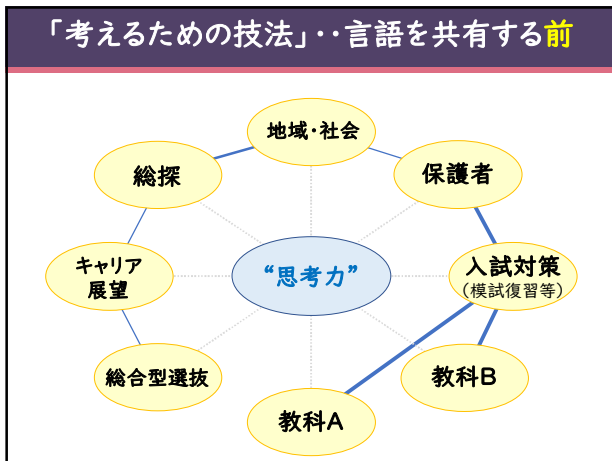 「考えるための技法」‥言語を共有する前
地域・社会
総探
保護者
キャリア
展望
“思考力”
入試対策
(模試復習等)
総合型選抜
教科B
教科A